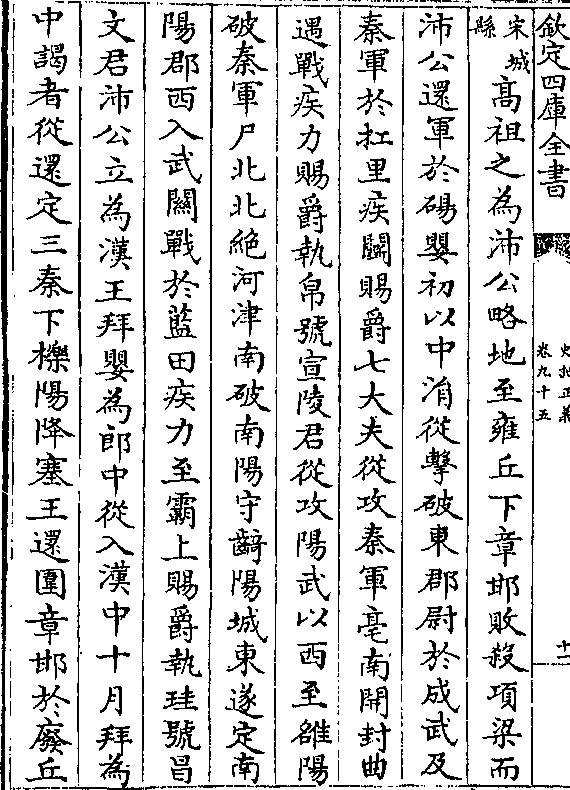 欽定四庫全書
史記正義
卷九十五
十一
宋城
縣
高祖之為沛公略地至雍丘下章邯敗殺項梁而
沛公還軍於碭嬰初以中涓從擊破東郡尉於成武及
秦軍於扛里疾鬬賜爵七大夫從攻秦軍亳南開封曲
遇戰疾力賜爵執帛號宣陵君從攻陽武以西至雒陽
破秦軍尸北北絶河津南破南陽守齮陽城東遂定南
陽郡西入武關戰於藍田疾力至霸上賜爵執珪號昌
文君沛公立為漢王拜嬰為郎中從入漢中十月拜為
中謁者從還定三秦下櫟陽降塞王還圍章邯於廢丘